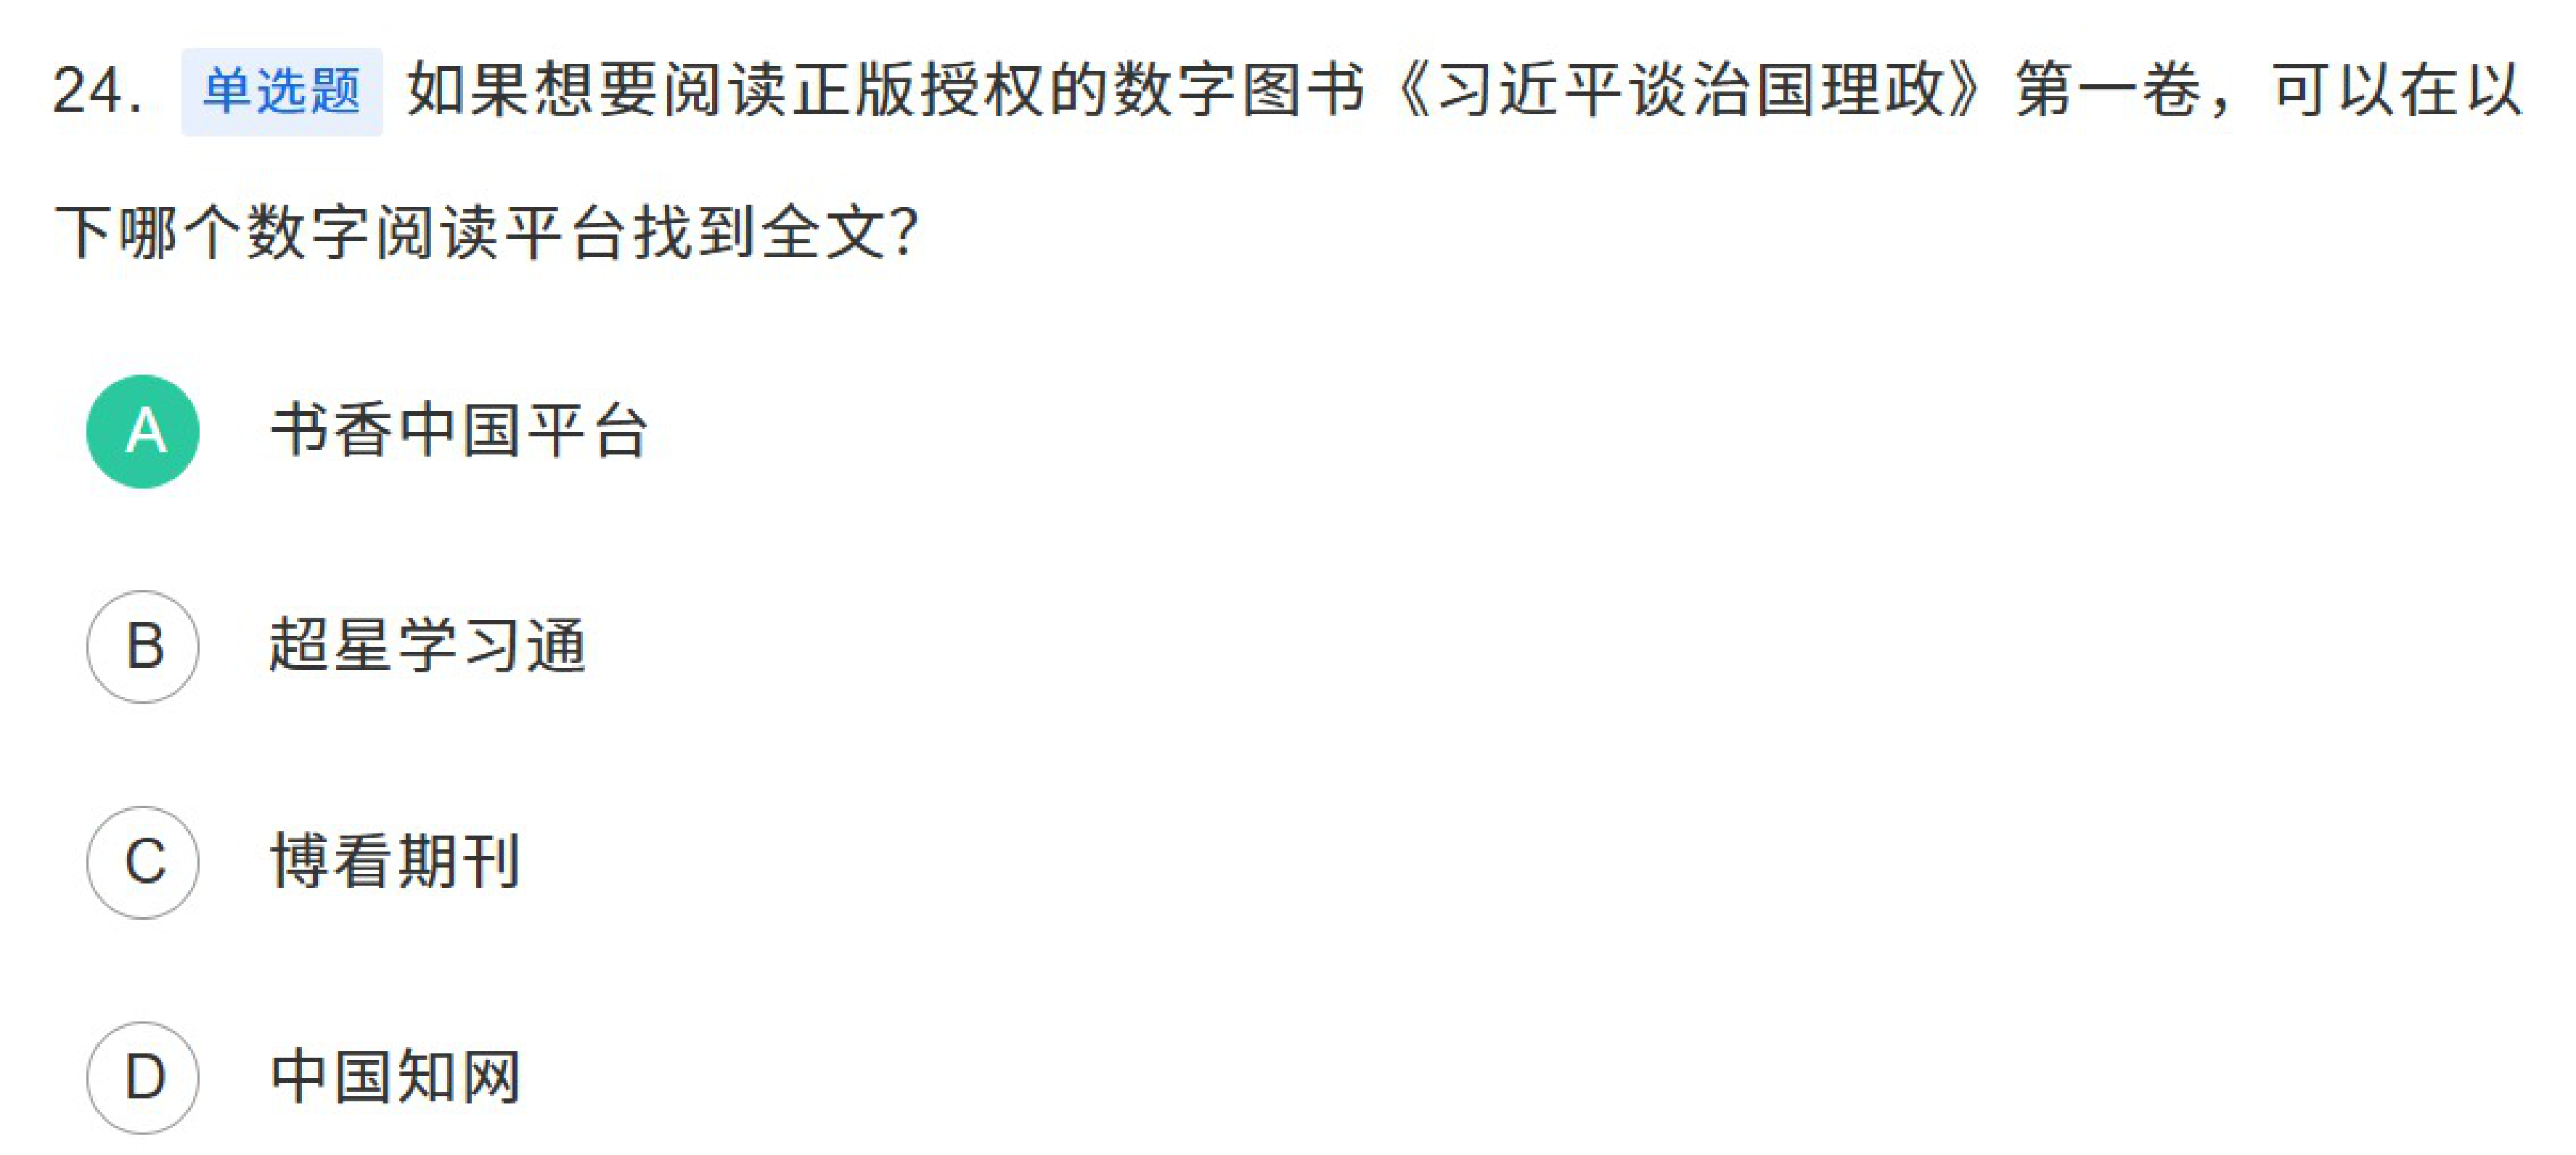 24. 单选题 如果想要阅读正版授权的数字图书《习近平谈治国理政》第一卷，可以在以
下哪个数字阅读平台找到全文？
A 书香中国平台
B 超星学习通
C 博看期刊
D 中国知网